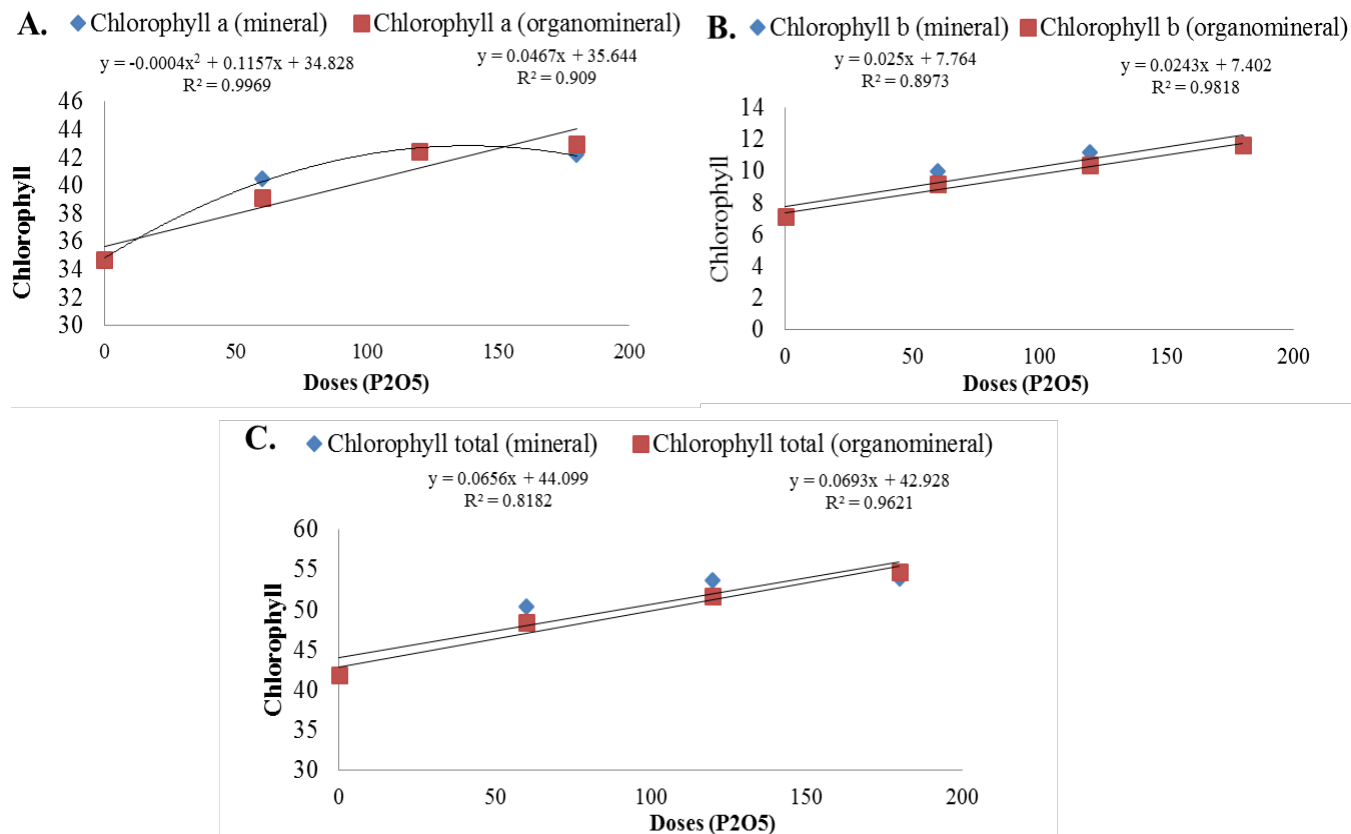 A.
Chlorophyll a (mineral) Chlorophyll a (organomineral)
y = -0.0004x² + 0.1157x + 34.828
R² = 0.9969
y = 0.0467x + 35.644
R² = 0.909
Chlorophyll
46
44
42
40
38
36
34
32
30
0 50 100 150 200
Doses (P2O5)
B.
Chlorophyll b (mineral) Chlorophyll b (organomineral)
y = 0.025x + 7.764
R² = 0.8973
y = 0.0243x + 7.402
R² = 0.9818
Chlorophyll
14
12
10
8
6
4
2
0
0 50 100 150 200
Doses (P2O5)
C.
Chlorophyll total (mineral) Chlorophyll total (organomineral)
y = 0.0656x + 44.099
R² = 0.8182
y = 0.0693x + 42.928
R² = 0.9621
Chlorophyll
60
55
50
45
40
35
30
0 50 100 150 200
Doses (P2O5)